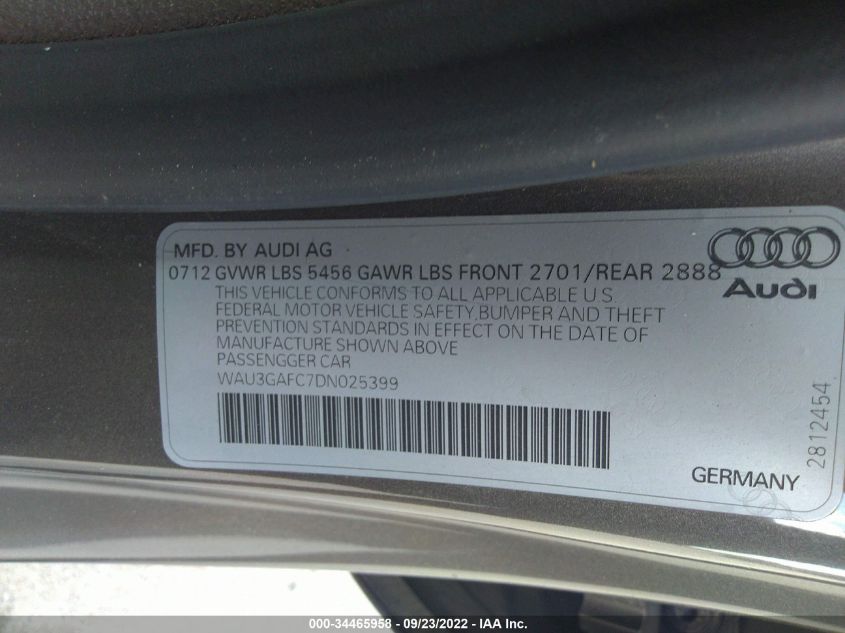 MFD. BY AUDI AG
0712 GVWR LBS 5456 GAWR LBS FRONT 2701/REAR 2888
Audi
THIS VEHICLE CONFORMS TO ALL APPLICABLE U.S.
FEDERAL MOTOR VEHICLE SAFETY,BUMPER AND THEFT
PREVENTION STANDARDS IN EFFECT ON THE DATE OF
MANUFACTURE SHOWN ABOVE
PASSENGGER CAR
WAU3GAFC7DN025399
2812454
GERMANY
000-34465958 - 09/23/2022 - IAA Inc.